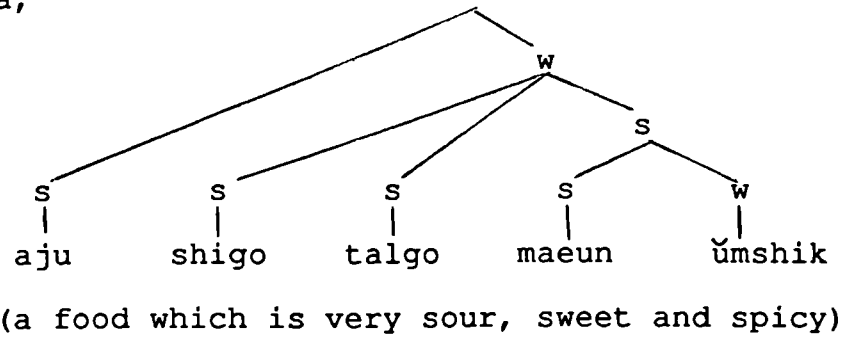 a,
w
s
s s s s w
aju shigo talgo maeun ŭmshik
(a food which is very sour, sweet and spicy)